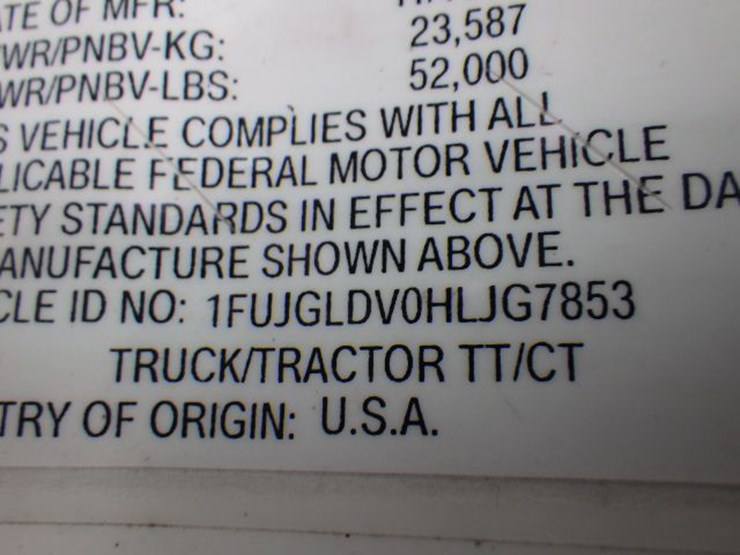 TE OF MFR:
WR/PNBV-KG: 23,587
WR/PNBV-LBS: 52,000
S VEHICLE COMPLIES WITH ALL
LICABLE FEDERAL MOTOR VEHICLE
ETY STANDARDS IN EFFECT AT THE DA
ANUFACTURE SHOWN ABOVE.
CLE ID NO: 1FUJGLDV0HLJG7853
TRUCK/TRACTOR TT/CT
TRY OF ORIGIN: U.S.A.